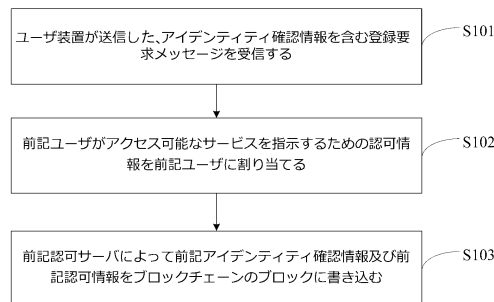 ユーザ装置が送信した、アイデンティティ確認情報を含む登録要
求メッセージを受信する
S101
前記ユーザがアクセス可能なサービスを指示するための認可情
報を前記ユーザに割り当てる
S102
前記認可サーバによって前記アイデンティティ確認情報及び前
記認可情報をブロックチェーンのブロックに書き込む
S103